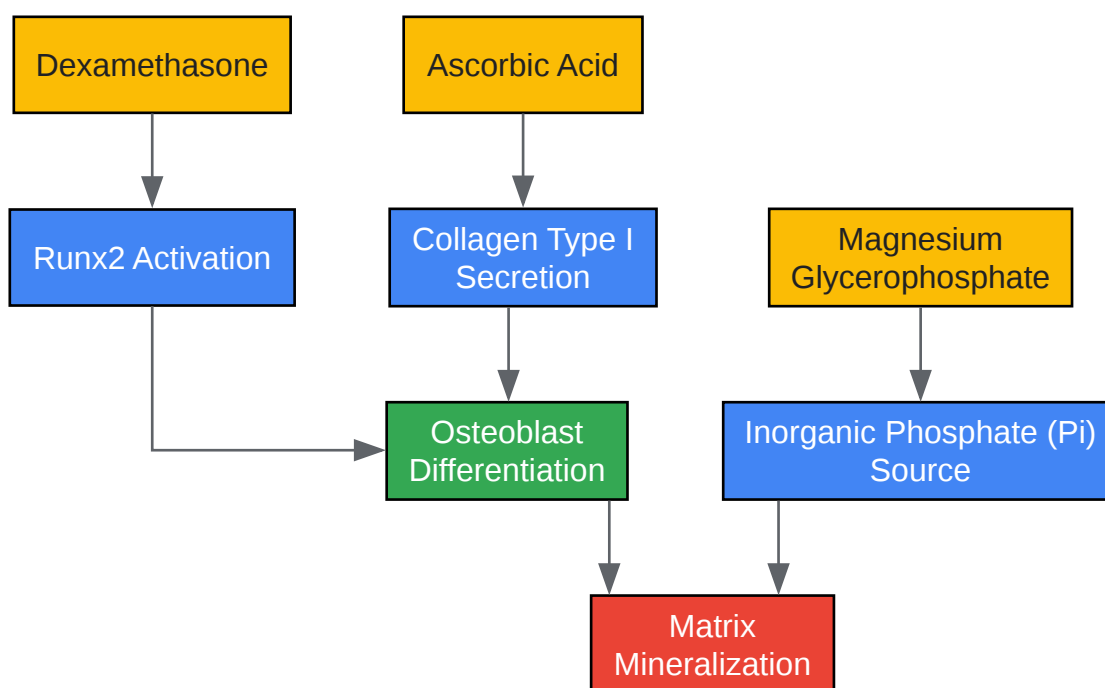 Dexamethasone
Ascorbic Acid
Runx2 Activation
Collagen Type I
Secretion
Magnesium
Glycerophosphate
Osteoblast
Differentiation
Inorganic Phosphate (Pi)
Source
Matrix
Mineralization